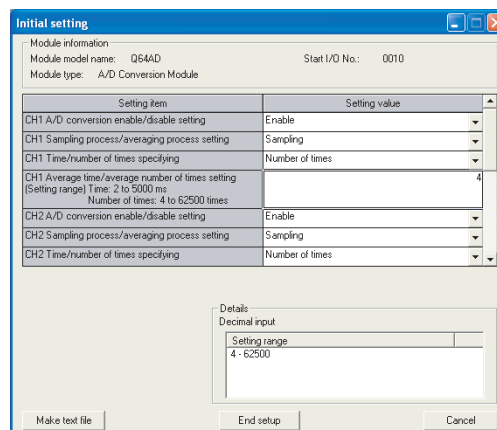 Initial setting
Module information
Module model name: Q64AD Start I/O No.: 0010
Module type: A/D Conversion Module
Setting item Setting value
CH1 A/D conversion enable/disable setting Enable
CH1 Sampling process/averaging process setting Sampling
CH1 Time/number of times specifying Number of times
CH1 Average time/average number of times setting
(Setting range) Time: 2 to 5000 ms
Number of times: 4 to 62500 times
4
CH2 A/D conversion enable/disable setting Enable
CH2 Sampling process/averaging process setting Sampling
CH2 Time/number of times specifying Number of times
Details
Decimal input
Setting range
4 - 62500
Make text file End setup Cancel